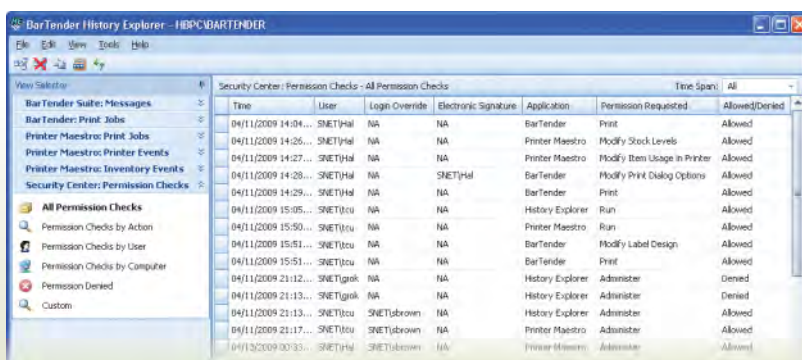 BarTender History Explorer - HBPC\BARTENDER
File Edit View Tools Help
View Selector
BarTender Suite: Messages
BarTender: Print Jobs
Printer Maestro: Print Jobs
Printer Maestro: Printer Events
Printer Maestro: Inventory Events
Security Center: Permission Checks
All Permission Checks
Permission Checks by Action
Permission Checks by User
Permission Checks by Computer
Permission Denied
Custom
Security Center: Permission Checks - All Permission Checks Time Span: All
Time User Login Override Electronic Signature Application Permission Requested Allowed/Denied
04/11/2009 14:04... SNET\Hal NA NA BarTender Print Allowed
04/11/2009 14:26... SNET\Hal NA NA Printer Maestro Modify Stock Levels Allowed
04/11/2009 14:27... SNET\Hal NA NA Printer Maestro Modify Item Usage in Printer Allowed
04/11/2009 14:28... SNET\Hal NA SNET\Hal BarTender Modify Print Dialog Options Allowed
04/11/2009 14:29... SNET\Hal NA NA BarTender Print Allowed
04/11/2009 15:05... SNET\tcu NA NA History Explorer Run Allowed
04/11/2009 15:50... SNET\tcu NA NA Printer Maestro Run Allowed
04/11/2009 15:51... SNET\tcu NA NA BarTender Modify Label Design Allowed
04/11/2009 15:51... SNET\tcu NA NA BarTender Print Allowed
04/11/2009 21:12... SNET\grok NA NA History Explorer Administer Denied
04/11/2009 21:13... SNET\grok NA NA History Explorer Administer Denied
04/11/2009 21:13... SNET\tcu SNET\sbrown NA History Explorer Administer Allowed
04/11/2009 21:17... SNET\tcu SNET\sbrown NA Printer Maestro Administer Allowed
00:33... SNET\Hal SNET\sbrown NA Printer Maestro Administer Allowed